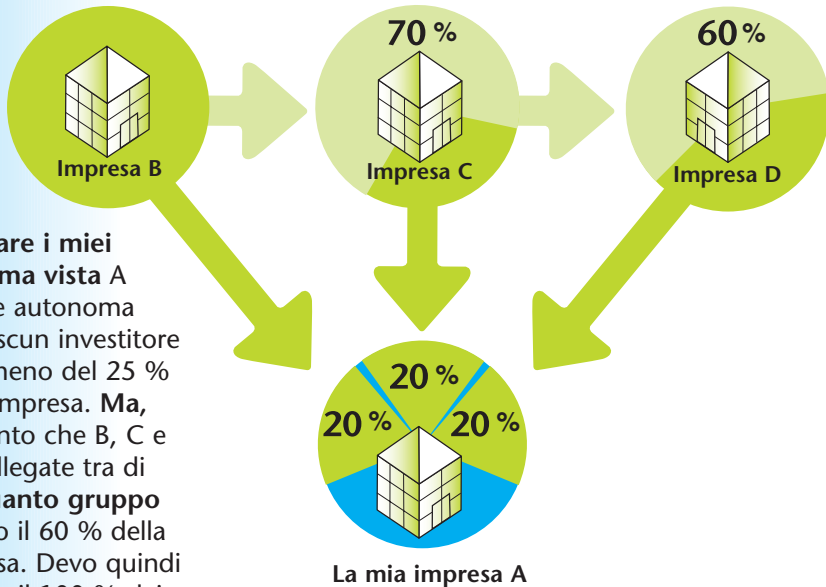 70 %
60 %
Impresa B
Impresa C
Impresa D
are i miei
ma vista A
e autonoma
scun investitore
meno del 25 %
impresa. Ma,
nto che B, C e
llegate tra di
anto gruppo
o il 60 % della
sa. Devo quindi
20 %
20 %
20 %
La mia impresa A